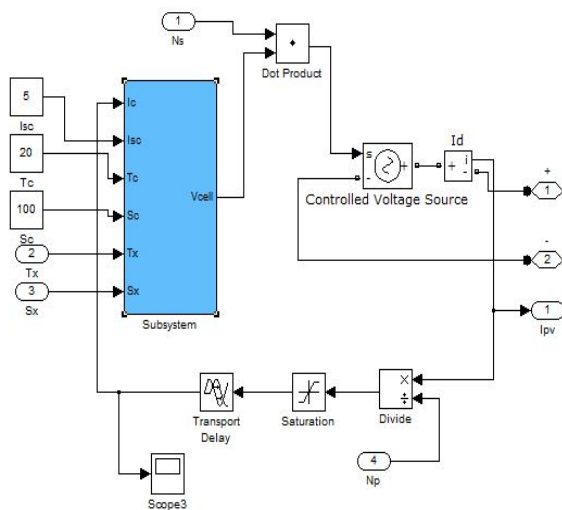 1
Ns
Dot Product
5
Isc
20
Tc
100
Sc
2
Tx
3
Sx
Ic
Isc
Tc
Sc
Tx
Sx
Vcell
Subsystem
s
-
+
Controlled Voltage Source
Id
+
i
-
+
1
-
2
1
Ipv
×
÷
Divide
Saturation
Transport
Delay
4
Np
Scope3